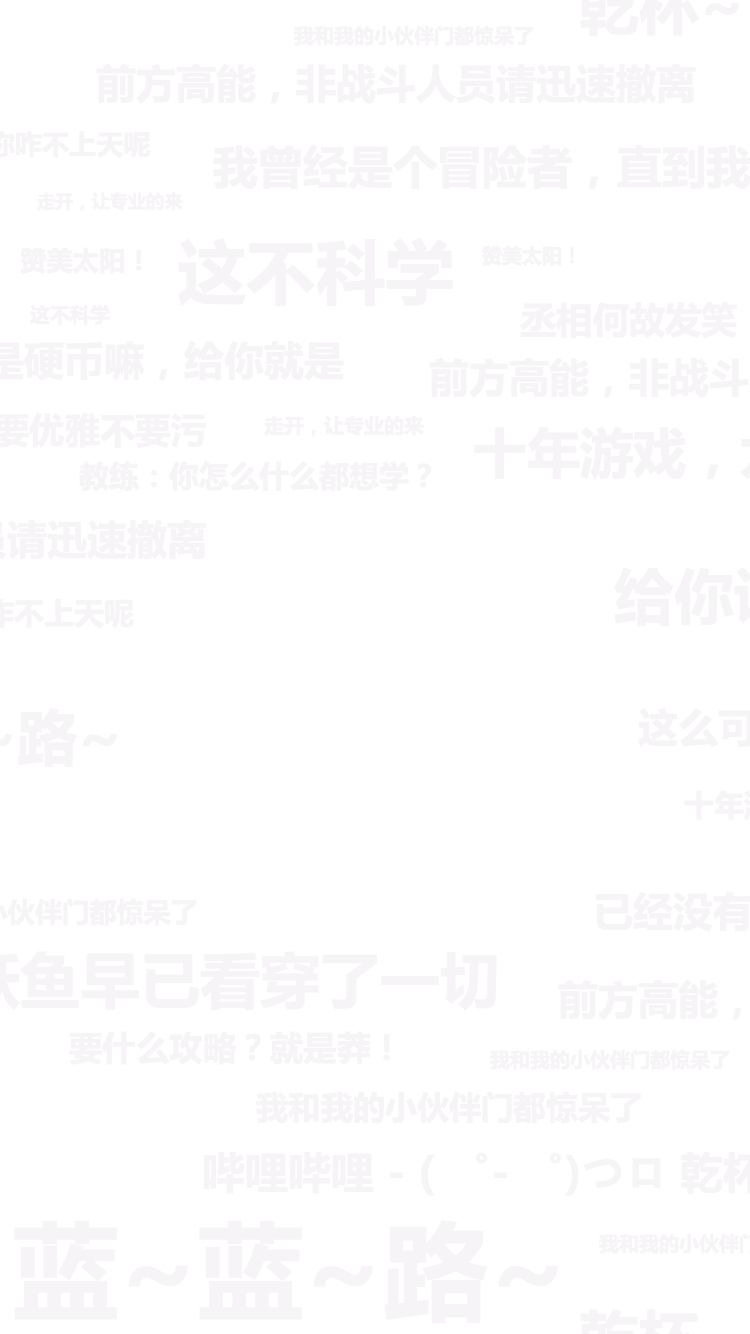 乾杯~
我和我的小伙伴门都惊呆了
前方高能，非战斗人员请迅速撤离
你咋不上天呢
我曾经是个冒险者，直到我
走开，让专业的来
这不科学
赞美太阳！
赞美太阳！
这不科学
丞相何故发笑
是硬币嘛，给你就是
前方高能，非战斗
要优雅不要污
走开，让专业的来
十年游戏，
教练：你怎么什么都想学？
员请迅速撤离
给你
咋不上天呢
~路~
这么可
十年游
小伙伴门都惊呆了
已经没有
妖鱼早已看穿了一切
前方高能，
要什么攻略？就是莽！
我和我的小伙伴门都惊呆了
我和我的小伙伴门都惊呆了
哔哩哔哩 - (゜-゜)つロ 乾杯
蓝~蓝~路~
我和我的小伙伴门
乾杯